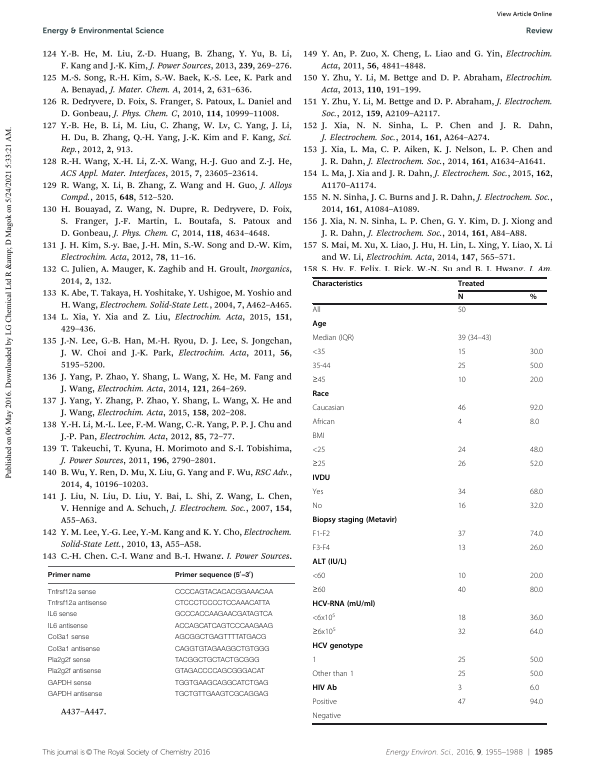 View Article Online
Energy & Environmental Science
Review
Published on 06 May 2016. Downloaded by LG Chemical Ltd R &amp; D Magok on 5/24/2021 5:33:21 AM.
124 Y.-B. He, M. Liu, Z.-D. Huang, B. Zhang, Y. Yu, B. Li,
F. Kang and J.-K. Kim, J. Power Sources, 2013, 239, 269–276.
125 M.-S. Song, R.-H. Kim, S.-W. Baek, K.-S. Lee, K. Park and
A. Benayad, J. Mater. Chem. A, 2014, 2, 631–636.
126 R. Dedryvere, D. Foix, S. Franger, S. Patoux, L. Daniel and
D. Gonbeau, J. Phys. Chem. C, 2010, 114, 10999–11008.
127 Y.-B. He, B. Li, M. Liu, C. Zhang, W. Lv, C. Yang, J. Li,
H. Du, B. Zhang, Q.-H. Yang, J.-K. Kim and F. Kang, Sci.
Rep., 2012, 2, 913.
128 R.-H. Wang, X.-H. Li, Z.-X. Wang, H.-J. Guo and Z.-J. He,
ACS Appl. Mater. Interfaces, 2015, 7, 23605–23614.
129 R. Wang, X. Li, B. Zhang, Z. Wang and H. Guo, J. Alloys
Compd., 2015, 648, 512–520.
130 H. Bouayad, Z. Wang, N. Dupre, R. Dedryvere, D. Foix,
S. Franger, J.-F. Martin, L. Boutafa, S. Patoux and
D. Gonbeau, J. Phys. Chem. C, 2014, 118, 4634–4648.
131 J. H. Kim, S.-y. Bae, J.-H. Min, S.-W. Song and D.-W. Kim,
Electrochim. Acta, 2012, 78, 11–16.
132 C. Julien, A. Mauger, K. Zaghib and H. Groult, Inorganics,
2014, 2, 132.
133 K. Abe, T. Takaya, H. Yoshitake, Y. Ushigoe, M. Yoshio and
H. Wang, Electrochem. Solid-State Lett., 2004, 7, A462–A465.
134 L. Xia, Y. Xia and Z. Liu, Electrochim. Acta, 2015, 151,
429–436.
135 J.-N. Lee, G.-B. Han, M.-H. Ryou, D. J. Lee, S. Jongchan,
J. W. Choi and J.-K. Park, Electrochim. Acta, 2011, 56,
5195–5200.
136 J. Yang, P. Zhao, Y. Shang, L. Wang, X. He, M. Fang and
J. Wang, Electrochim. Acta, 2014, 121, 264–269.
137 J. Yang, Y. Zhang, P. Zhao, Y. Shang, L. Wang, X. He and
J. Wang, Electrochim. Acta, 2015, 158, 202–208.
138 Y.-H. Li, M.-L. Lee, F.-M. Wang, C.-R. Yang, P. P. J. Chu and
J.-P. Pan, Electrochim. Acta, 2012, 85, 72–77.
139 T. Takeuchi, T. Kyuna, H. Morimoto and S.-I. Tobishima,
J. Power Sources, 2011, 196, 2790–2801.
140 B. Wu, Y. Ren, D. Mu, X. Liu, G. Yang and F. Wu, RSC Adv.,
2014, 4, 10196–10203.
141 J. Liu, N. Liu, D. Liu, Y. Bai, L. Shi, Z. Wang, L. Chen,
V. Hennige and A. Schuch, J. Electrochem. Soc., 2007, 154,
A55–A63.
142 Y. M. Lee, Y.-G. Lee, Y.-M. Kang and K. Y. Cho, Electrochem.
Solid-State Lett., 2010, 13, A55–A58.
143 C.-H. Chen, C.-J. Wang and B.-J. Hwang, J. Power Sources,
Primer name Primer sequence (5′–3′)
Tnfrsf12a sense CCCCAGTACACACGGAAACAA
Tnfrsf12a antisense CTCCCTCCCCTCCAAACATTA
IL6 sense GCCCACCAAGAACGATAGTCA
IL6 antisense ACCAGCATCAGTCCCAAGAAG
Col3a1 sense AGCGGCTGAGTTTTATGACG
Col3a1 antisense CAGGTGTAGAAGGCTGTGGG
Pla2g2f sense TACGGCTGCTACTGCGGG
Pla2g2f antisense GTAGACCCCAGCGGGACAT
GAPDH sense TGGTGAAGCAGGCATCTGAG
GAPDH antisense TGCTGTTGAAGTCGCAGGAG
A437–A447.
149 Y. An, P. Zuo, X. Cheng, L. Liao and G. Yin, Electrochim.
Acta, 2011, 56, 4841–4848.
150 Y. Zhu, Y. Li, M. Bettge and D. P. Abraham, Electrochim.
Acta, 2013, 110, 191–199.
151 Y. Zhu, Y. Li, M. Bettge and D. P. Abraham, J. Electrochem.
Soc., 2012, 159, A2109–A2117.
152 J. Xia, N. N. Sinha, L. P. Chen and J. R. Dahn,
J. Electrochem. Soc., 2014, 161, A264–A274.
153 J. Xia, L. Ma, C. P. Aiken, K. J. Nelson, L. P. Chen and
J. R. Dahn, J. Electrochem. Soc., 2014, 161, A1634–A1641.
154 L. Ma, J. Xia and J. R. Dahn, J. Electrochem. Soc., 2015, 162,
A1170–A1174.
155 N. N. Sinha, J. C. Burns and J. R. Dahn, J. Electrochem. Soc.,
2014, 161, A1084–A1089.
156 J. Xia, N. N. Sinha, L. P. Chen, G. Y. Kim, D. J. Xiong and
J. R. Dahn, J. Electrochem. Soc., 2014, 161, A84–A88.
157 S. Mai, M. Xu, X. Liao, J. Hu, H. Lin, L. Xing, Y. Liao, X. Li
and W. Li, Electrochim. Acta, 2014, 147, 565–571.
158 S. Hy, F. Felix, J. Rick, W.-N. Su and B. J. Hwang, J. Am.
Characteristics Treated
N %
All 50
Age
Median (IQR) 39 (34–43)
<35 15 30.0
35-44 25 50.0
≥45 10 20.0
Race
Caucasian 46 92.0
African 4 8.0
BMI
<25 24 48.0
≥25 26 52.0
IVDU
Yes 34 68.0
No 16 32.0
Biopsy staging (Metavir)
F1-F2 37 74.0
F3-F4 13 26.0
ALT (IU/L)
<60 10 20.0
≥60 40 80.0
HCV-RNA (mU/ml)
<6x10⁵ 18 36.0
≥6x10⁵ 32 64.0
HCV genotype
1 25 50.0
Other than 1 25 50.0
HIV Ab 3 6.0
Positive 47 94.0
Negative
This journal is © The Royal Society of Chemistry 2016
Energy Environ. Sci., 2016, 9, 1955–1988 | 1985